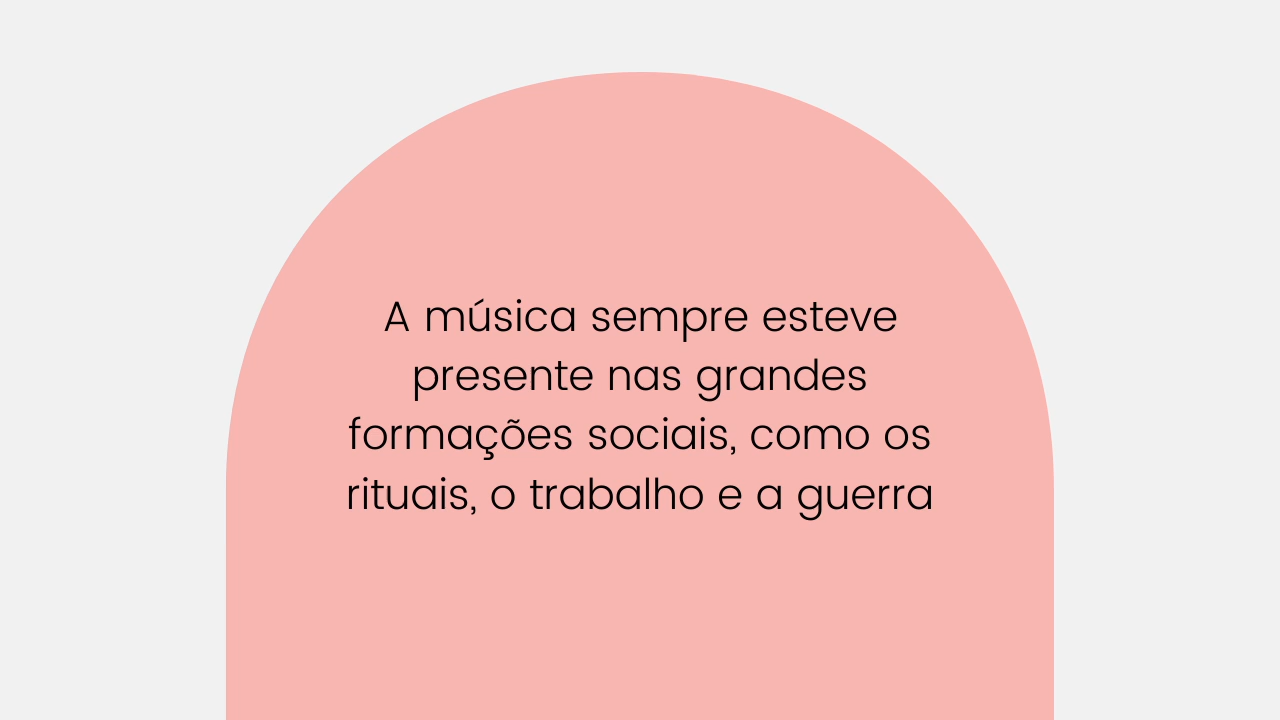 A música sempre esteve
presente nas grandes
formações sociais, como os
rituais, o trabalho e a guerra